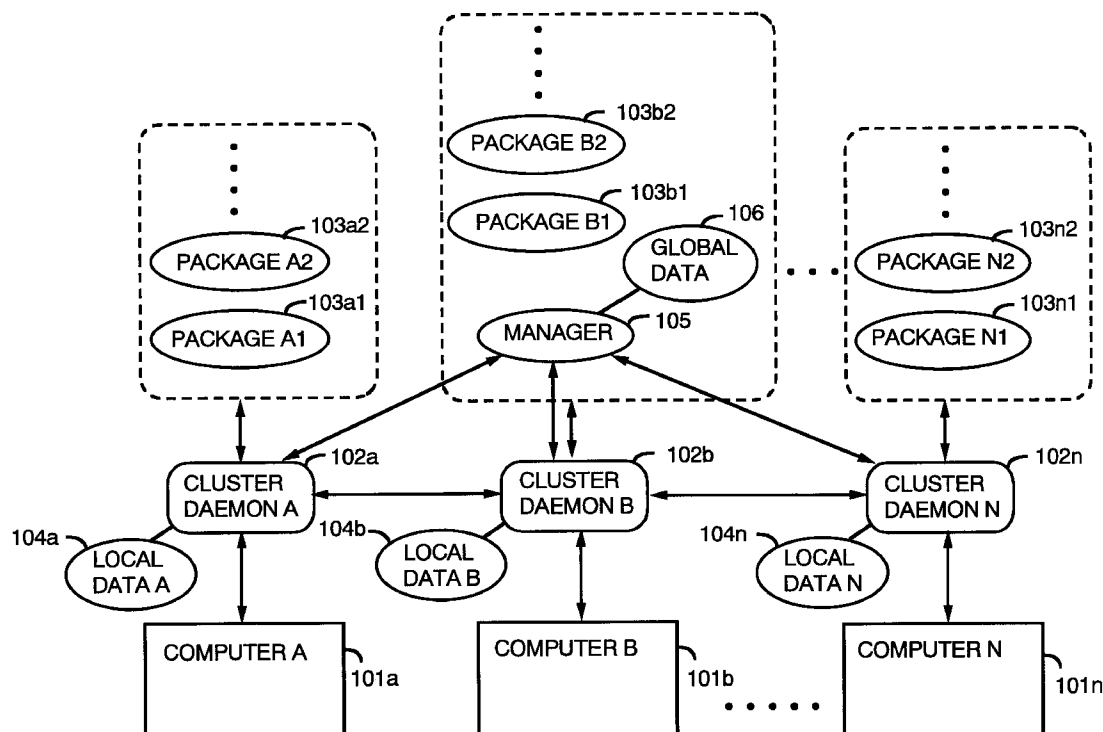 103b2
PACKAGE B2
103b1
PACKAGE B1
106
GLOBAL
DATA
103a2
PACKAGE A2
103a1
PACKAGE A1
MANAGER
105
103n2
PACKAGE N2
103n1
PACKAGE N1
102a
CLUSTER
DAEMON A
102b
CLUSTER
DAEMON B
102n
CLUSTER
DAEMON N
104a
LOCAL
DATA A
104b
LOCAL
DATA B
104n
LOCAL
DATA N
COMPUTER A
101a
COMPUTER B
101b
COMPUTER N
101n